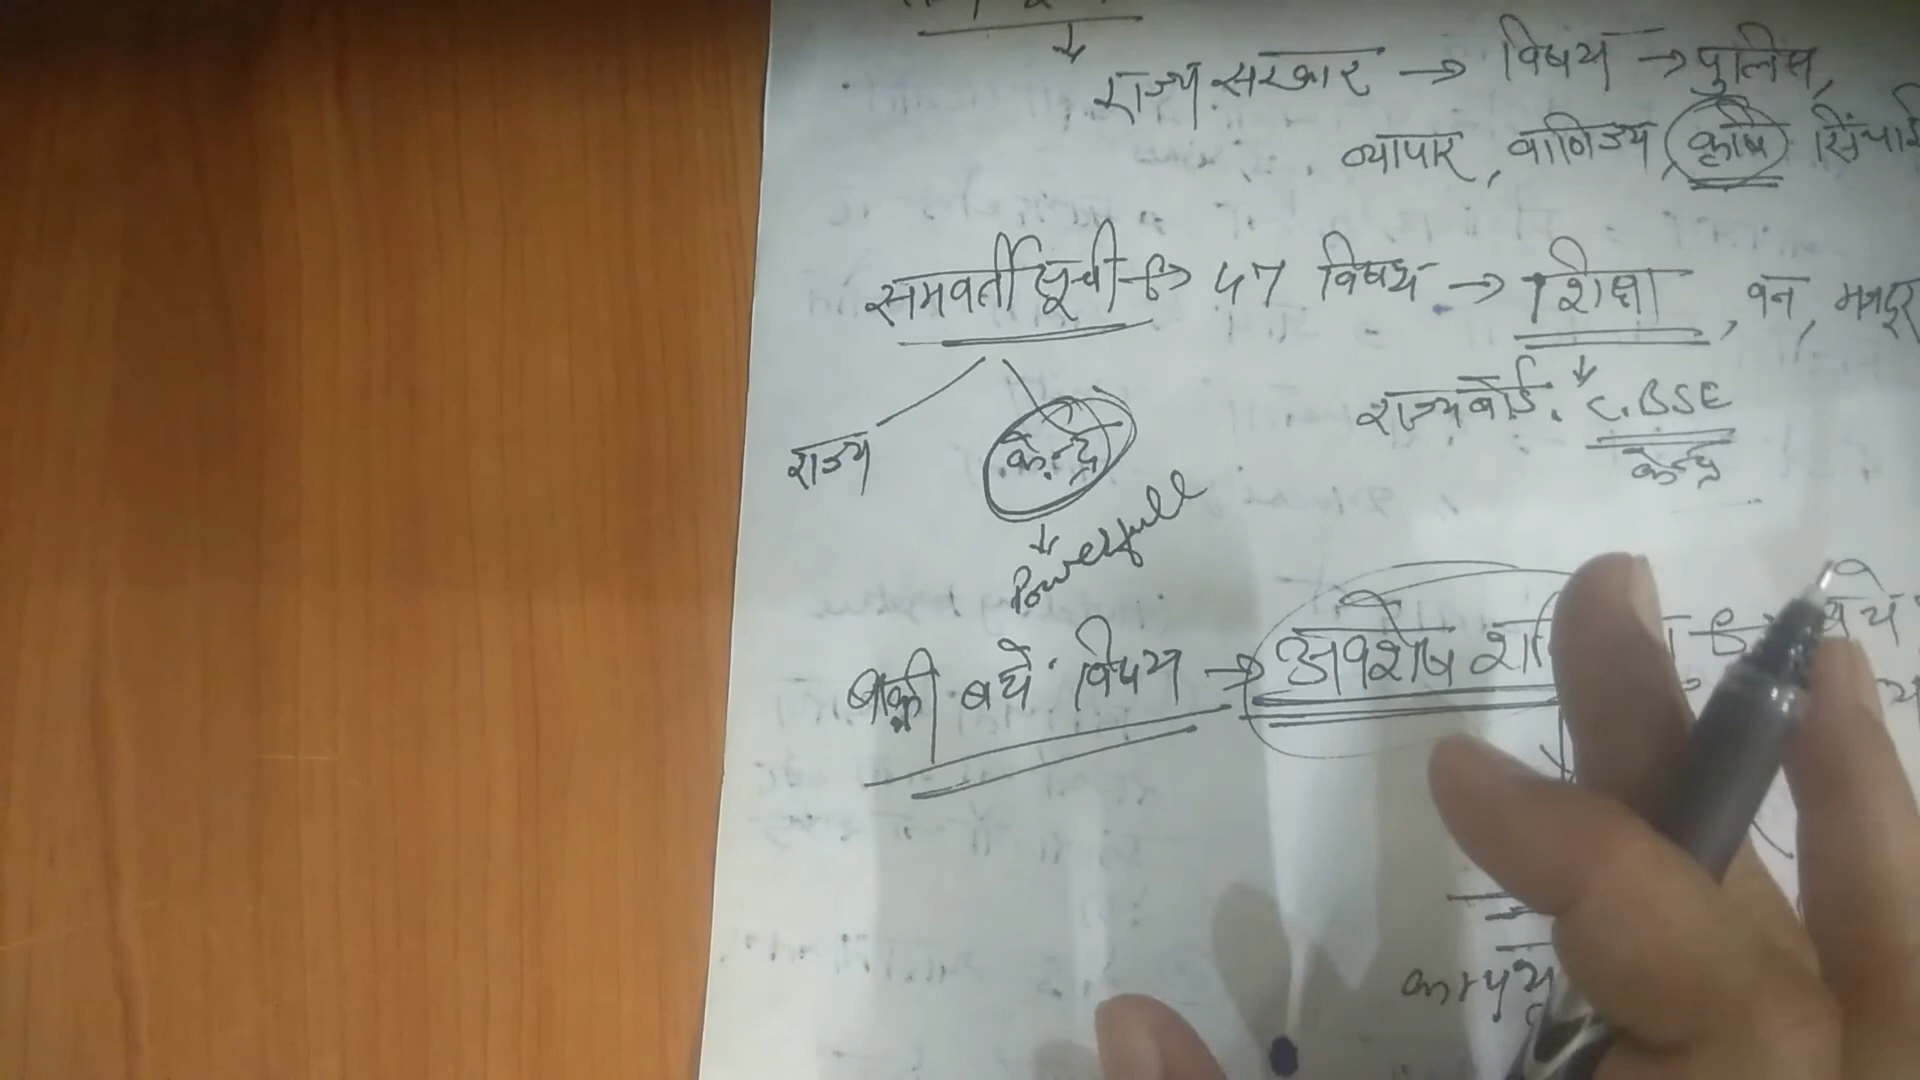 राज्य सरकार → विषय → पुलिस,
व्यापार, वाणिज्य, कृषि सिंचाई
समवर्ती सूची → 47 विषय → शिक्षा, वन, मजदूर
राज्य केन्द्र
राज्य बोर्ड. C.BSE
केन्द्र
Powerfull
बाकी बचे विषय → अवशेष